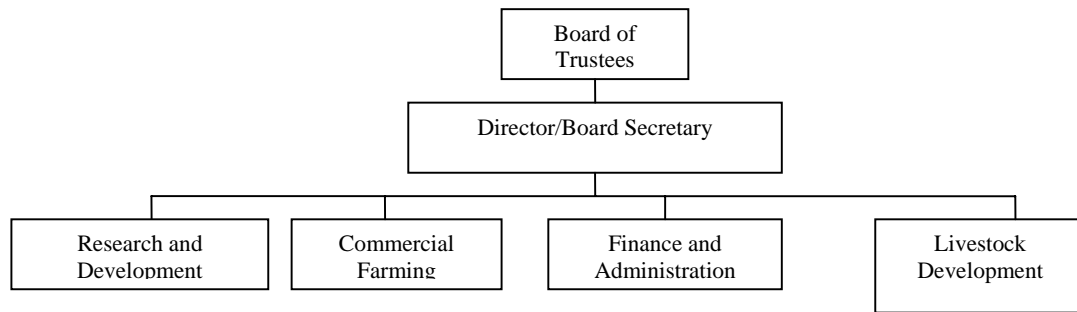 Board of
Trustees
Director/Board Secretary
Research and
Development
Commercial
Farming
Finance and
Administration
Livestock
Development